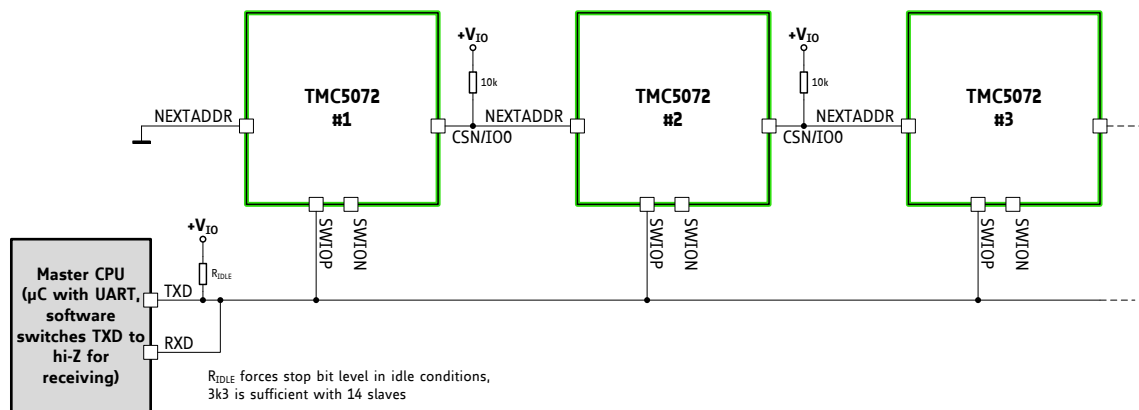 +VIO
+VIO
10k
10k
TMC5072
#1
TMC5072
#2
TMC5072
#3
NEXTADDR
CSN/IO0
NEXTADDR
CSN/IO0
NEXTADDR
SWIOP
SWION
SWIOP
SWION
SWIOP
SWION
+VIO
RIDLE
Master CPU
(µC with UART,
software
switches TXD to
hi-Z for
receiving)
TXD
RXD
RIDLE forces stop bit level in idle conditions,
3k3 is sufficient with 14 slaves